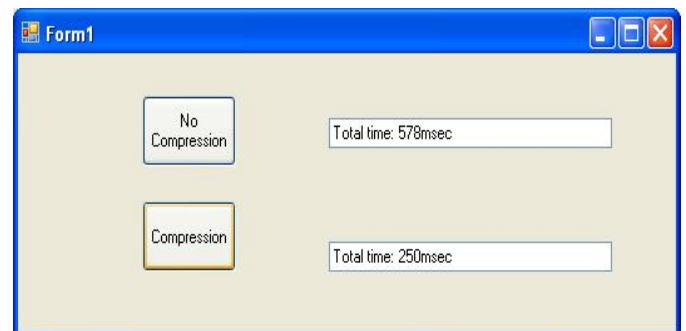 Form1
No
Compression
Total time: 578msec
Compression
Total time: 250msec